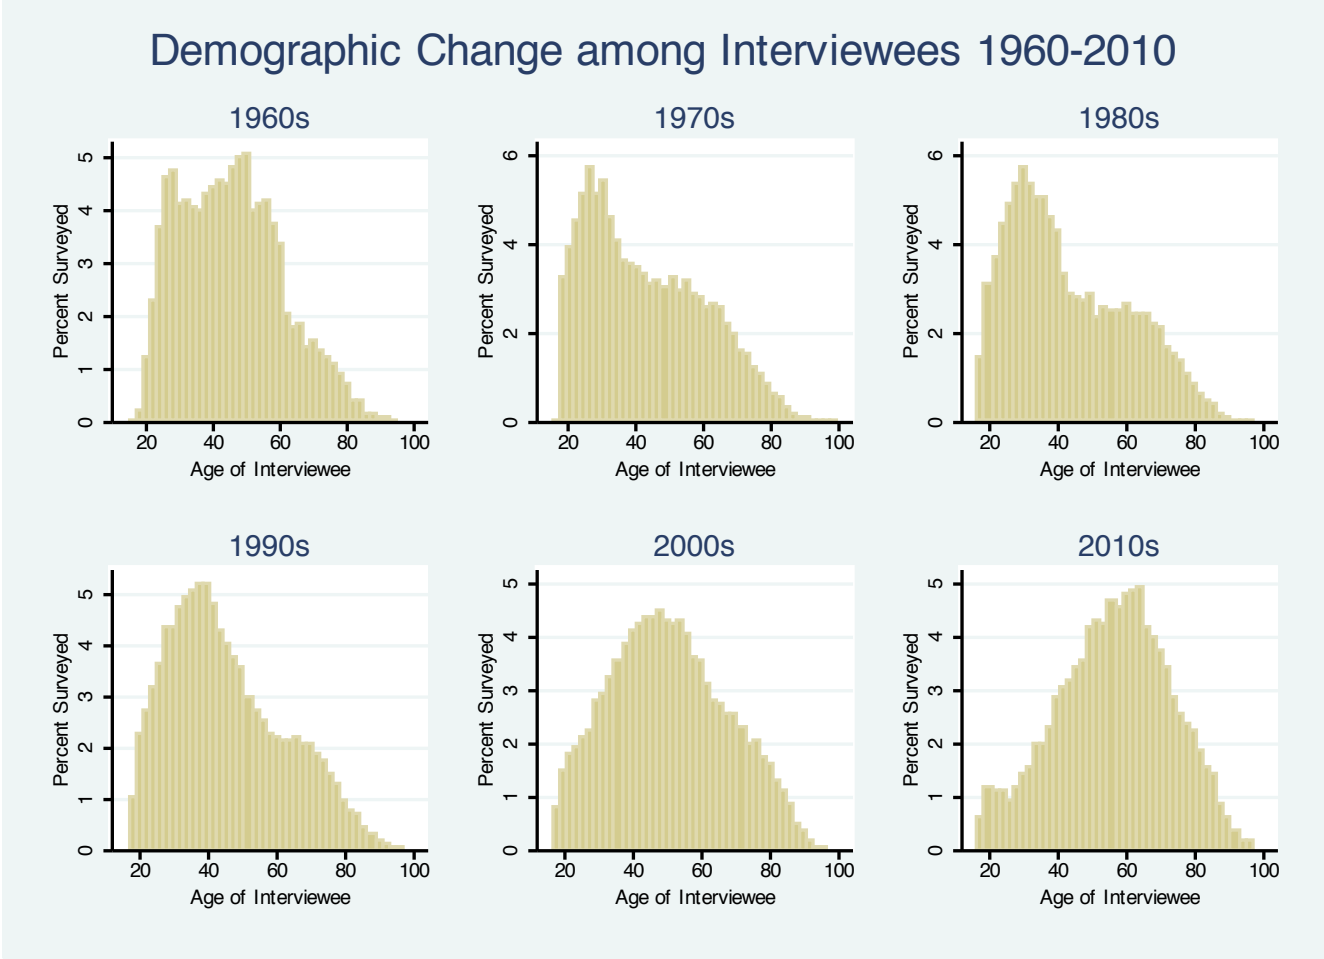 Demographic Change among Interviewees 1960-2010
1960s
1970s
1980s
Percent Surveyed
0 1 2 3 4 5
20 40 60 80 100
Age of Interviewee
Percent Surveyed
0 2 4 6
20 40 60 80 100
Age of Interviewee
Percent Surveyed
0 2 4 6
20 40 60 80 100
Age of Interviewee
1990s
2000s
2010s
Percent Surveyed
0 1 2 3 4 5
20 40 60 80 100
Age of Interviewee
Percent Surveyed
0 1 2 3 4 5
20 40 60 80 100
Age of Interviewee
Percent Surveyed
0 1 2 3 4 5
20 40 60 80 100
Age of Interviewee